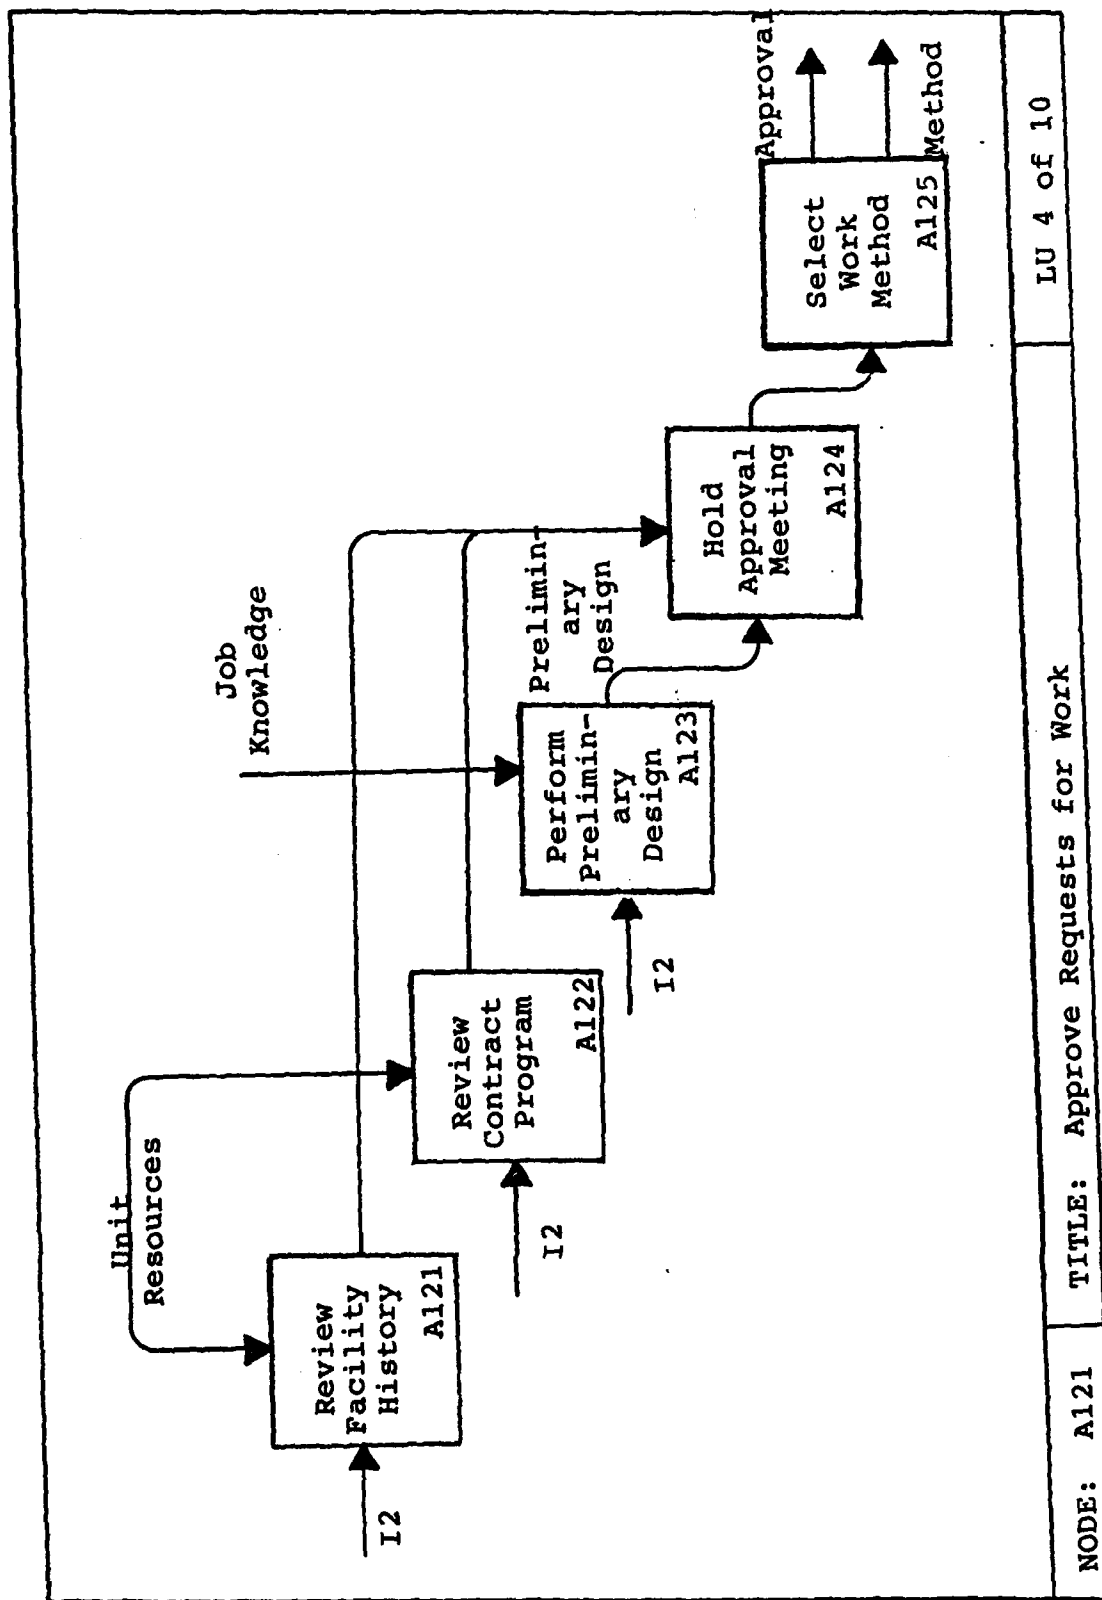 Unit
Resources
Job
Knowledge
I2
Review
Facility
History
A121
I2
Review
Contract
Program
A122
I2
Perform
Prelimin-
ary
Design
A123
Prelimin-
ary
Design
Hold
Approval
Meeting
A124
Select
Work
Method
A125
Approval
Method
NODE: A121
TITLE: Approve Requests for Work
LU 4 of 10